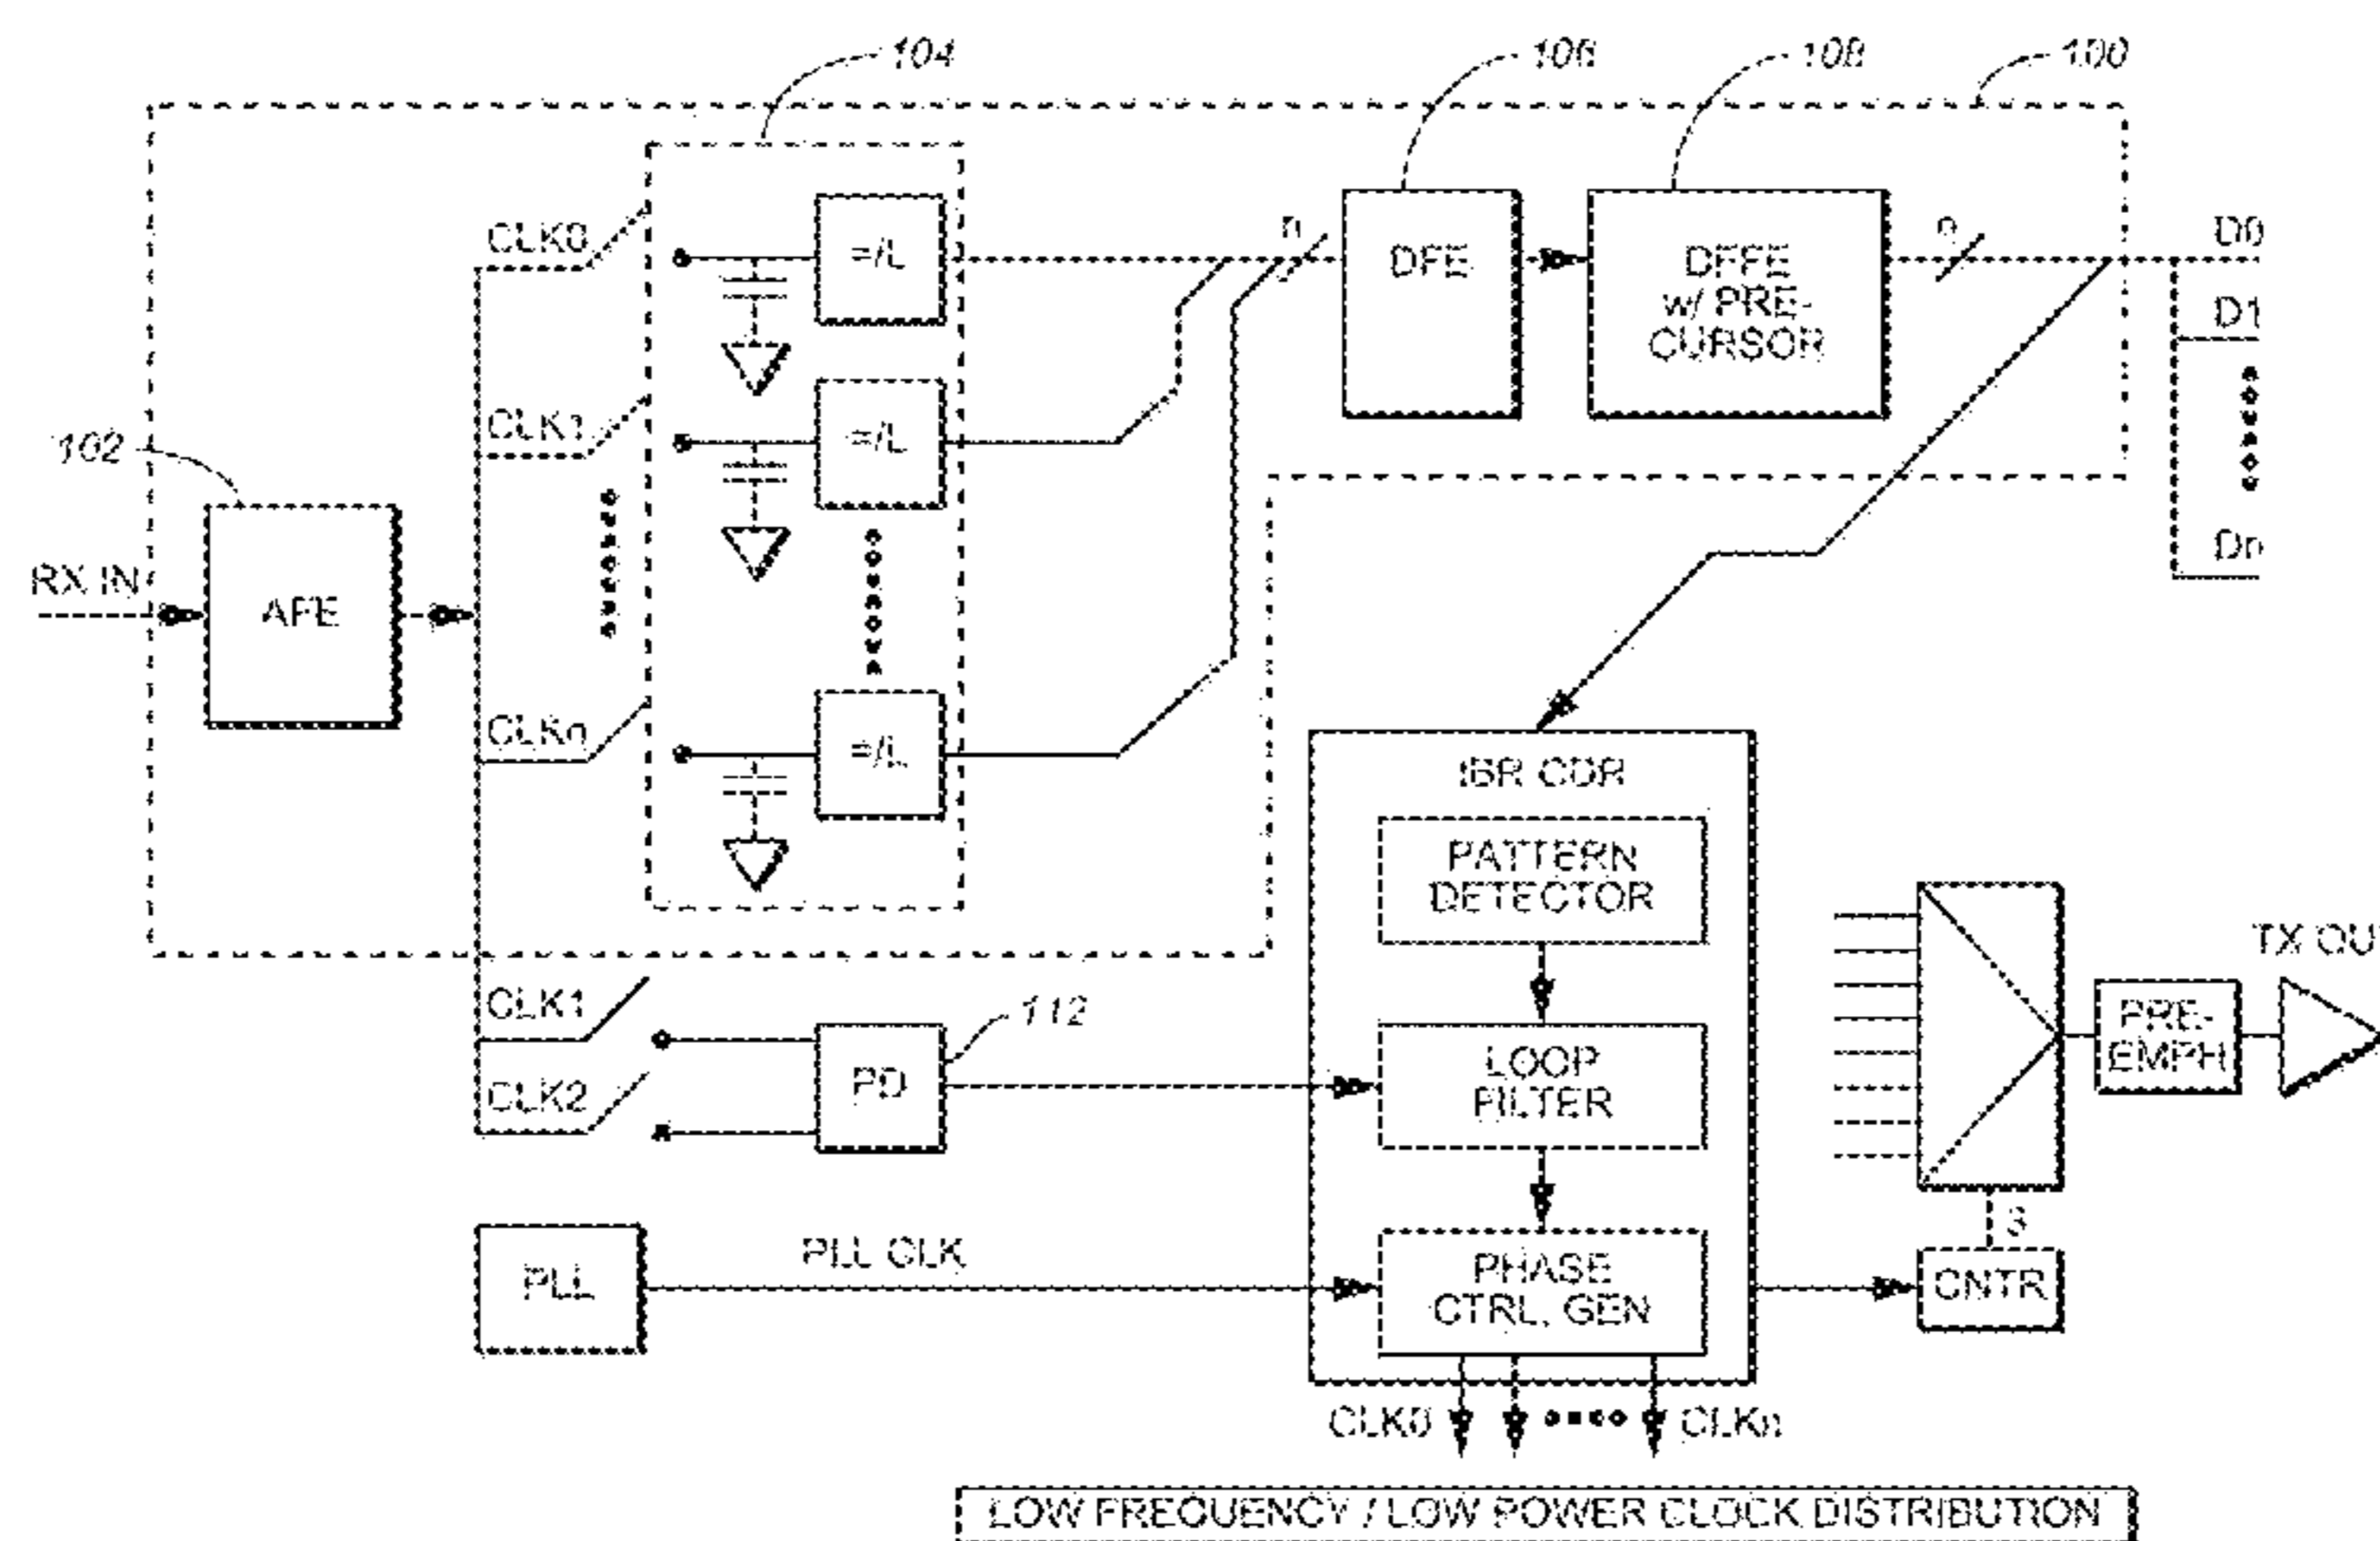 104
106
108
100
CLK0
=/L
n
DFE
DFFE
w/ PRE-
CURSOR
D0
D1
Dn
102
CLK1
=/L
RX IN
AFE
CLKn
=/L
IBR CDR
PATTERN
DETECTOR
TX OUT
CLK1
112
CLK2
PD
LOOP
FILTER
PRE-
EMPH
PLL
PLL CLK
PHASE
CTRL, GEN
S
CNTR
CLK0
CLKn
LOW FREQUENCY / LOW POWER CLOCK DISTRIBUTION